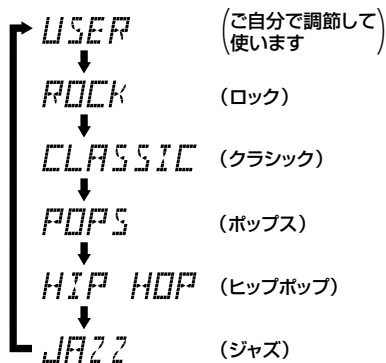 USER
(ご自分で調節して
使います)
ROCK (ロック)
CLASSIC (クラシック)
POPS (ポップス)
HIP HOP (ヒップポップ)
JAZZ (ジャズ)